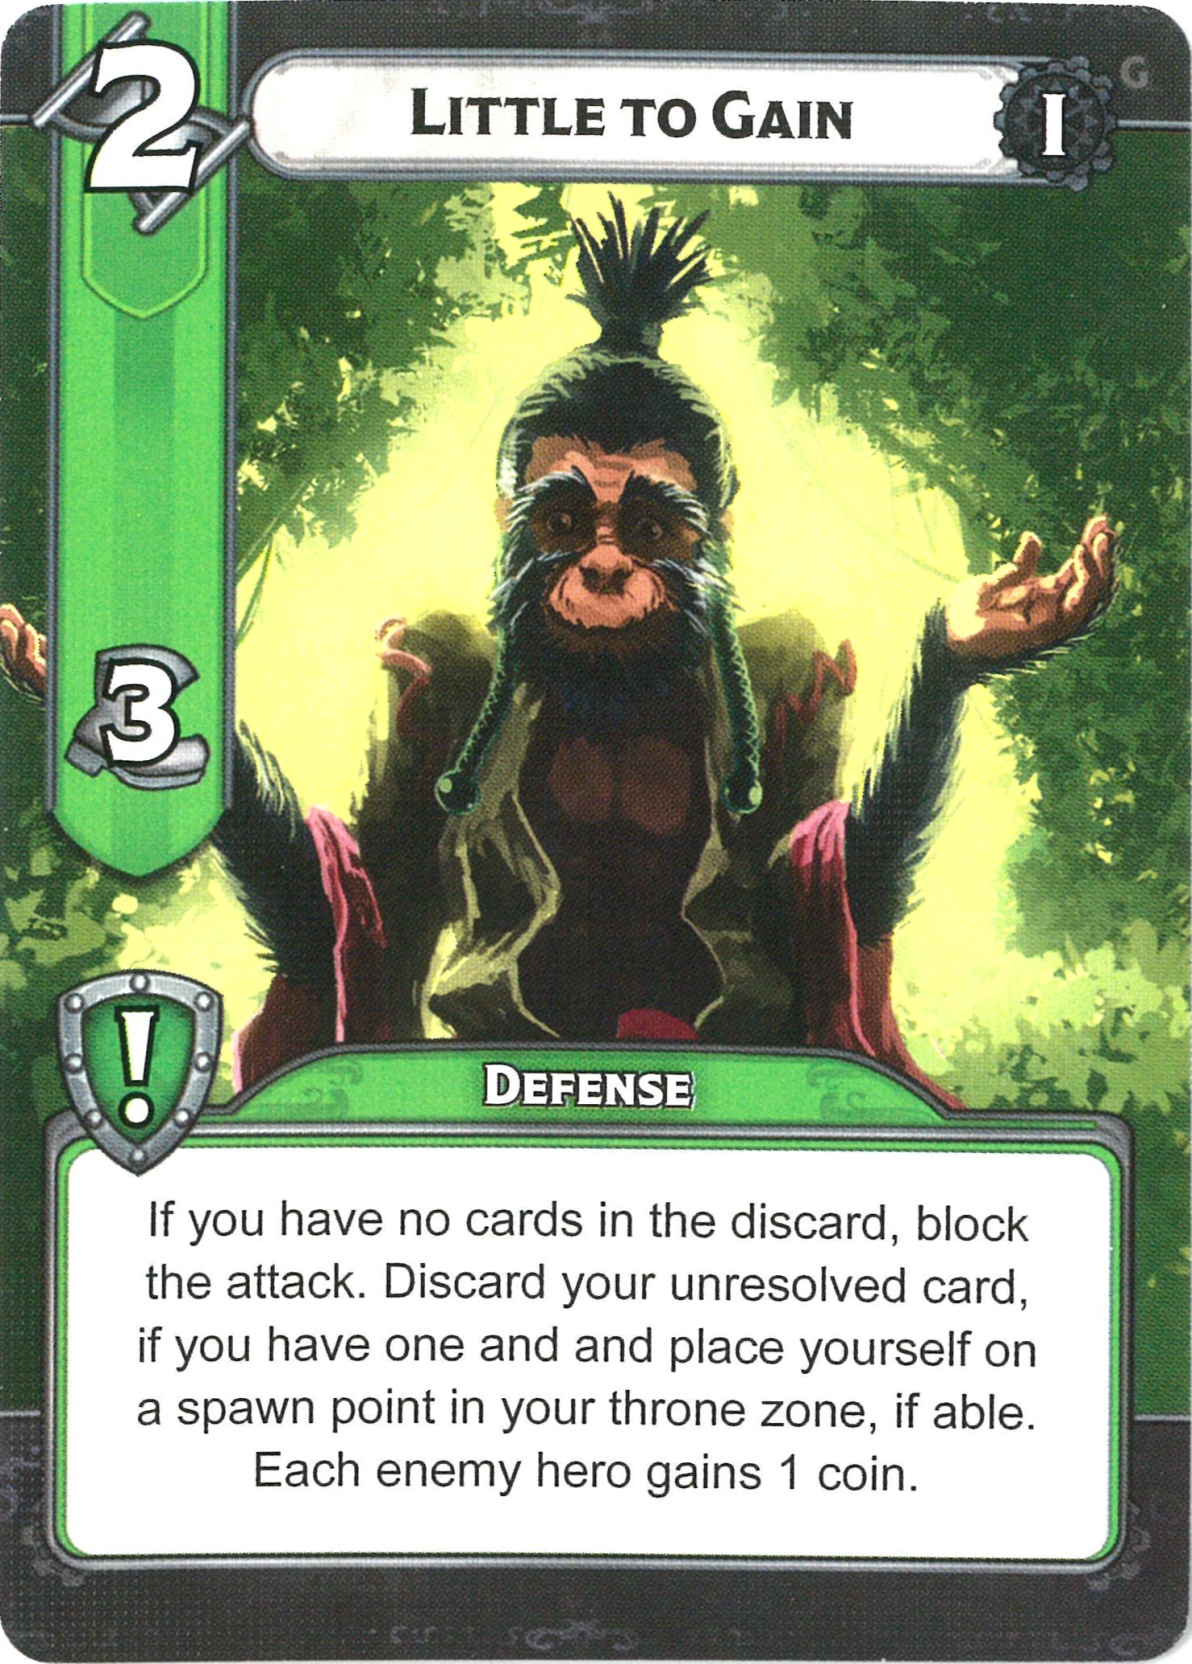 2
LITTLE TO GAIN
I
G
3
!
DEFENSE
If you have no cards in the discard, block
the attack. Discard your unresolved card,
if you have one and and place yourself on
a spawn point in your throne zone, if able.
Each enemy hero gains 1 coin.